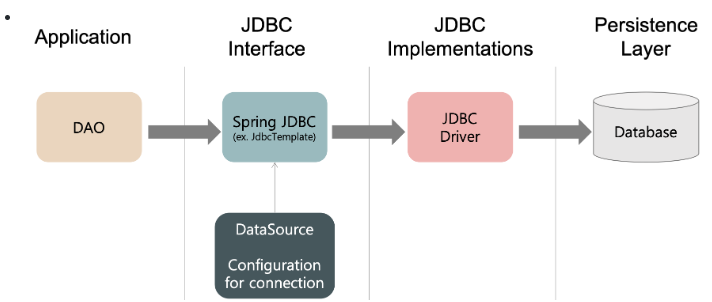 Application
JDBC
Interface
JDBC
Implementations
Persistence
Layer
DAO
Spring JDBC
(ex. JdbcTemplate)
JDBC
Driver
Database
DataSource
Configuration
for connection